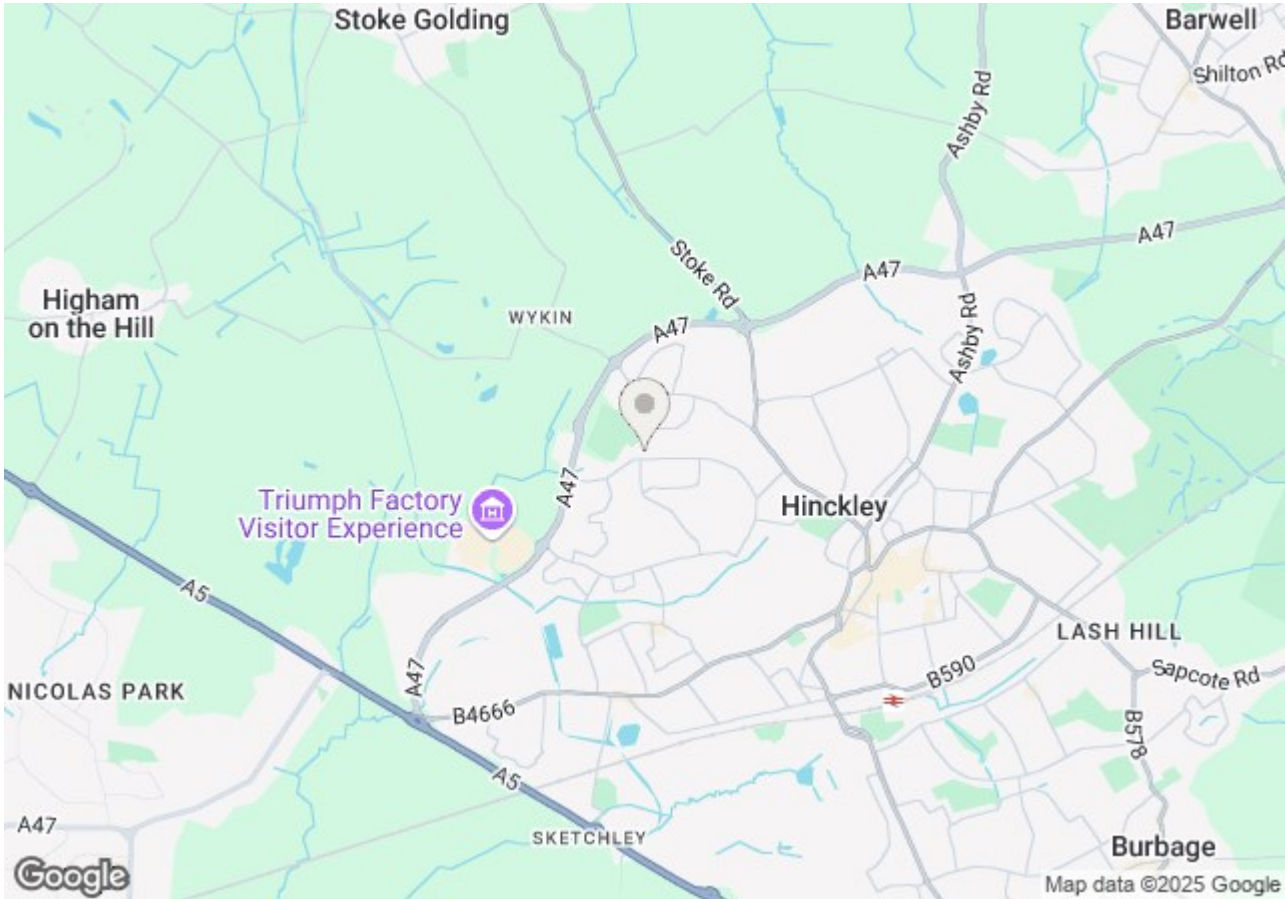 Stoke Golding
Barwell
Shilton Rd
Ashby Rd
A47
Stoke Rd
A47
Higham
on the Hill
WYKIN
A47
Ashby Rd
A47
Triumph Factory
Visitor Experience
Hinckley
A5
LASH HILL
Sapcote Rd
B590
NICOLAS PARK
A47
B4666
B578
A5
A47
SKETCHLEY
Burbage
Google
Map data ©2025 Google